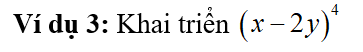 Ví dụ 3: Khai triển $(x-2y)^4$